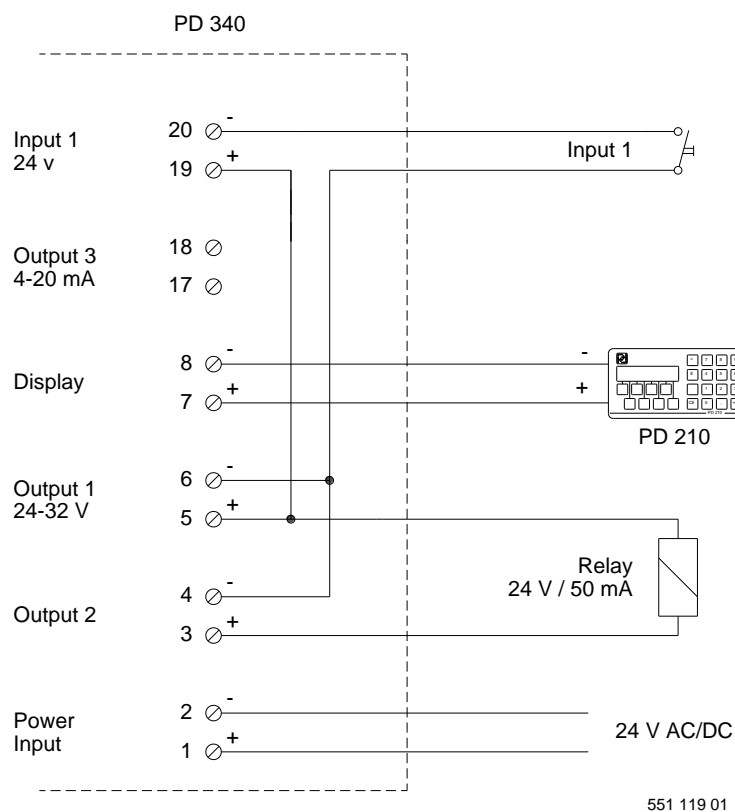 PD 340
Input 1
24 v
20 -
19 +
Input 1
Output 3
4-20 mA
18
17
Display
8 -
7 +
-
+
PD 210
Output 1
24-32 V
6 -
5 +
Relay
24 V / 50 mA
Output 2
4 -
3 +
Power
Input
2 -
1 +
24 V AC/DC
551 119 01